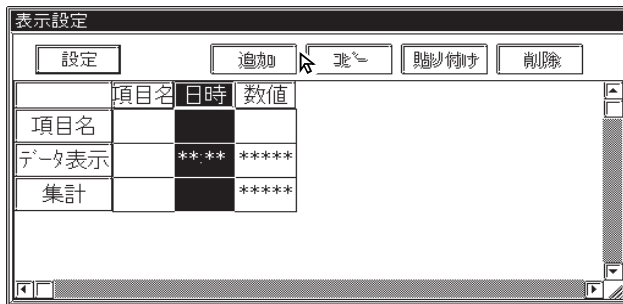 表示設定
設定 追加 コピー 貼り付け 削除
項目名 日時 数値
項目名
データ表示 **:** *****
集計 *****